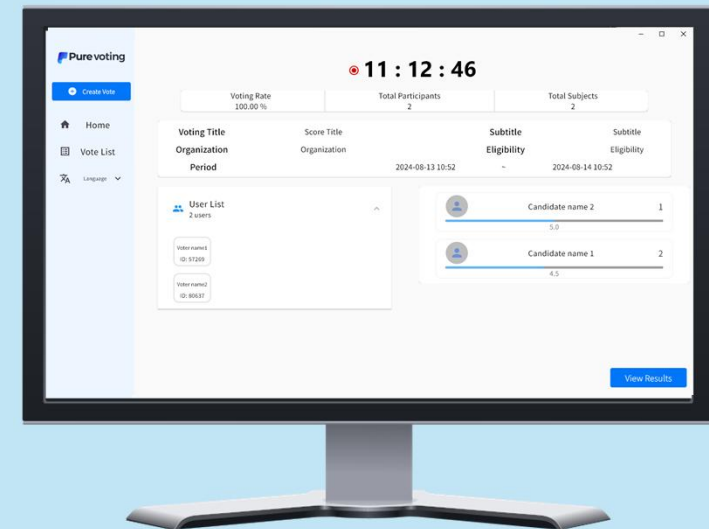 Purevoting
11 : 12 : 46
Create Vote
Voting Rate
100.00 %
Total Participants
2
Total Subjects
2
Home
Vote List
Language
Voting Title
Score Title
Subtitle
Subtitle
Organization
Organization
Eligibility
Eligibility
Period
2024-08-13 10:52
~
2024-08-14 10:52
User List
2 users
Voter name1
ID: 57269
Voter name2
ID: 80637
Candidate name 2
1
5.0
Candidate name 1
2
4.5
View Results